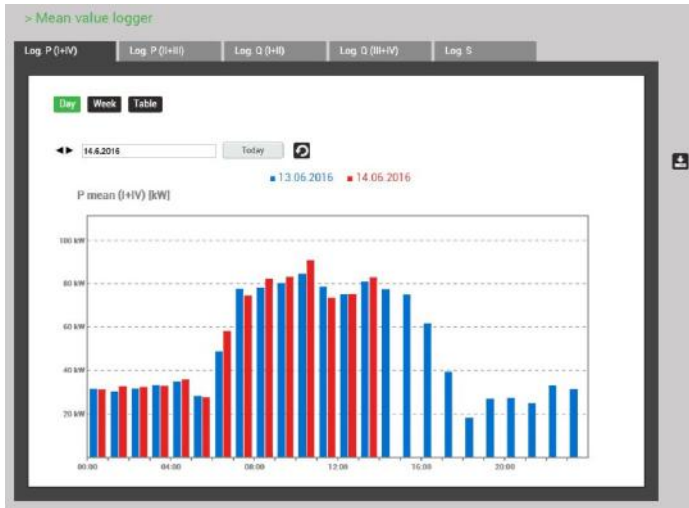 > Mean value logger
Log. P (I+IV) Log. P (II+III) Log. Q (I+II) Log. Q (III+IV) Log. S
Day Week Table
14.6.2016 Today
13.06.2016 14.06.2016
P mean (I+IV) [kW]
100 kW
80 kW
60 kW
40 kW
20 kW
00:00 04:00 08:00 12:00 16:00 20:00